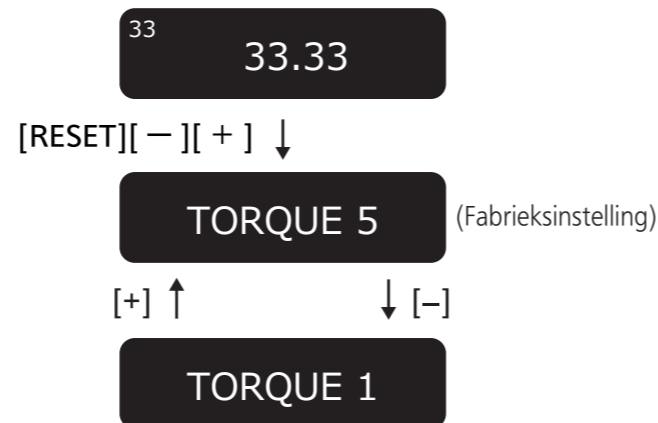 33
33.33
[RESET][ − ][ + ] ↓
TORQUE 5 (Fabrieksinstelling)
[+] ↑ ↓ [–]
TORQUE 1